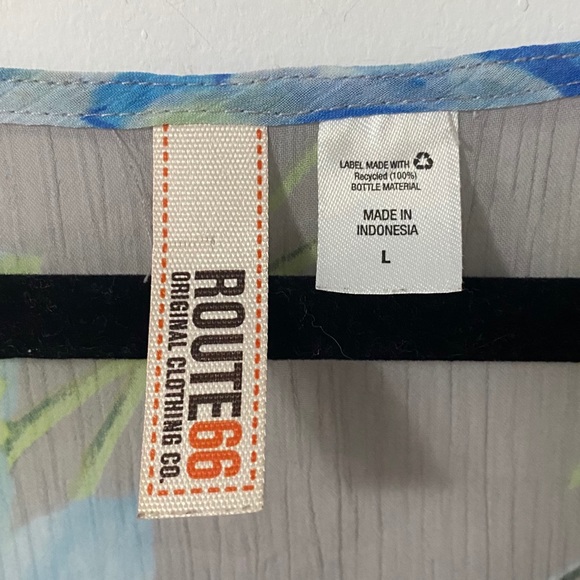 ROUTE66
ORIGINAL CLOTHING CO.
LABEL MADE WITH
Recycled (100%)
BOTTLE MATERIAL
MADE IN
INDONESIA
L